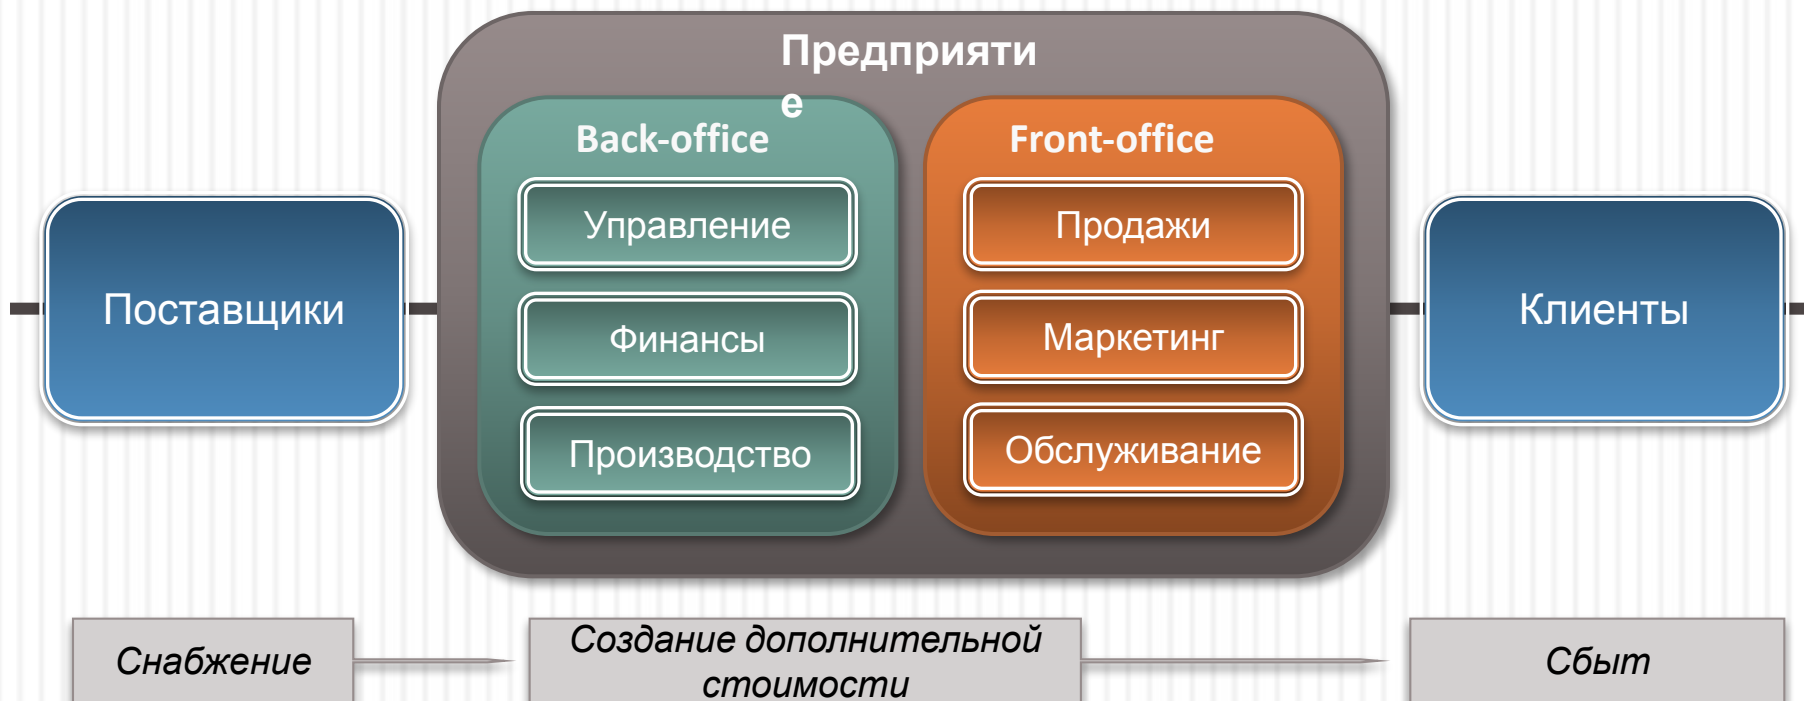 Предприяти
е
Back-office
Front-office
Управление
Продажи
Поставщики
Клиенты
Финансы
Маркетинг
Производство
Обслуживание
Снабжение
Создание дополнительной
стоимости
Сбыт